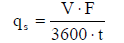 qs = V · F / 3600 · t